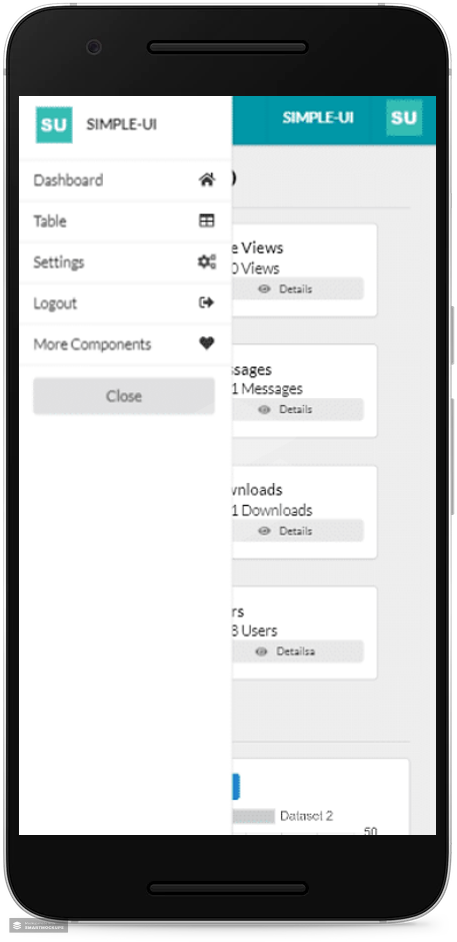 SU SIMPLE-UI
SIMPLE-UI SU
Dashboard
)
Table
Settings
Logout
More Components
Close
e Views
0 Views
Details
ssages
1 Messages
Details
wnloads
1 Downloads
Details
rs
8 Users
Detailsa
Dataset 2
50
SMARTMOCKUPS